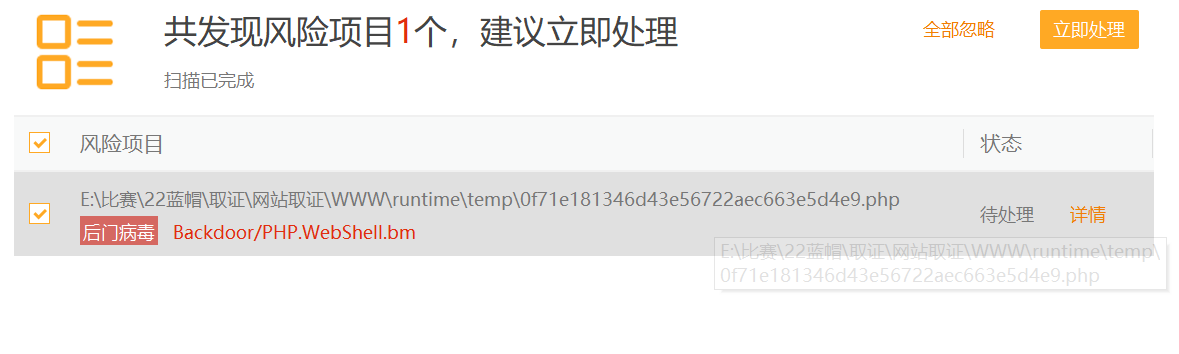 共发现风险项目1个，建议立即处理
全部忽略
立即处理
扫描已完成
风险项目
状态
E:\比赛\22蓝帽\取证\网站取证\WWW\runtime\temp\0f71e181346d43e56722aec663e5d4e9.php
待处理
详情
后门病毒
Backdoor/PHP.WebShell.bm
E:\比赛\22蓝帽\取证\网站取证\WWW\runtime\temp\
0f71e181346d43e56722aec663e5d4e9.php